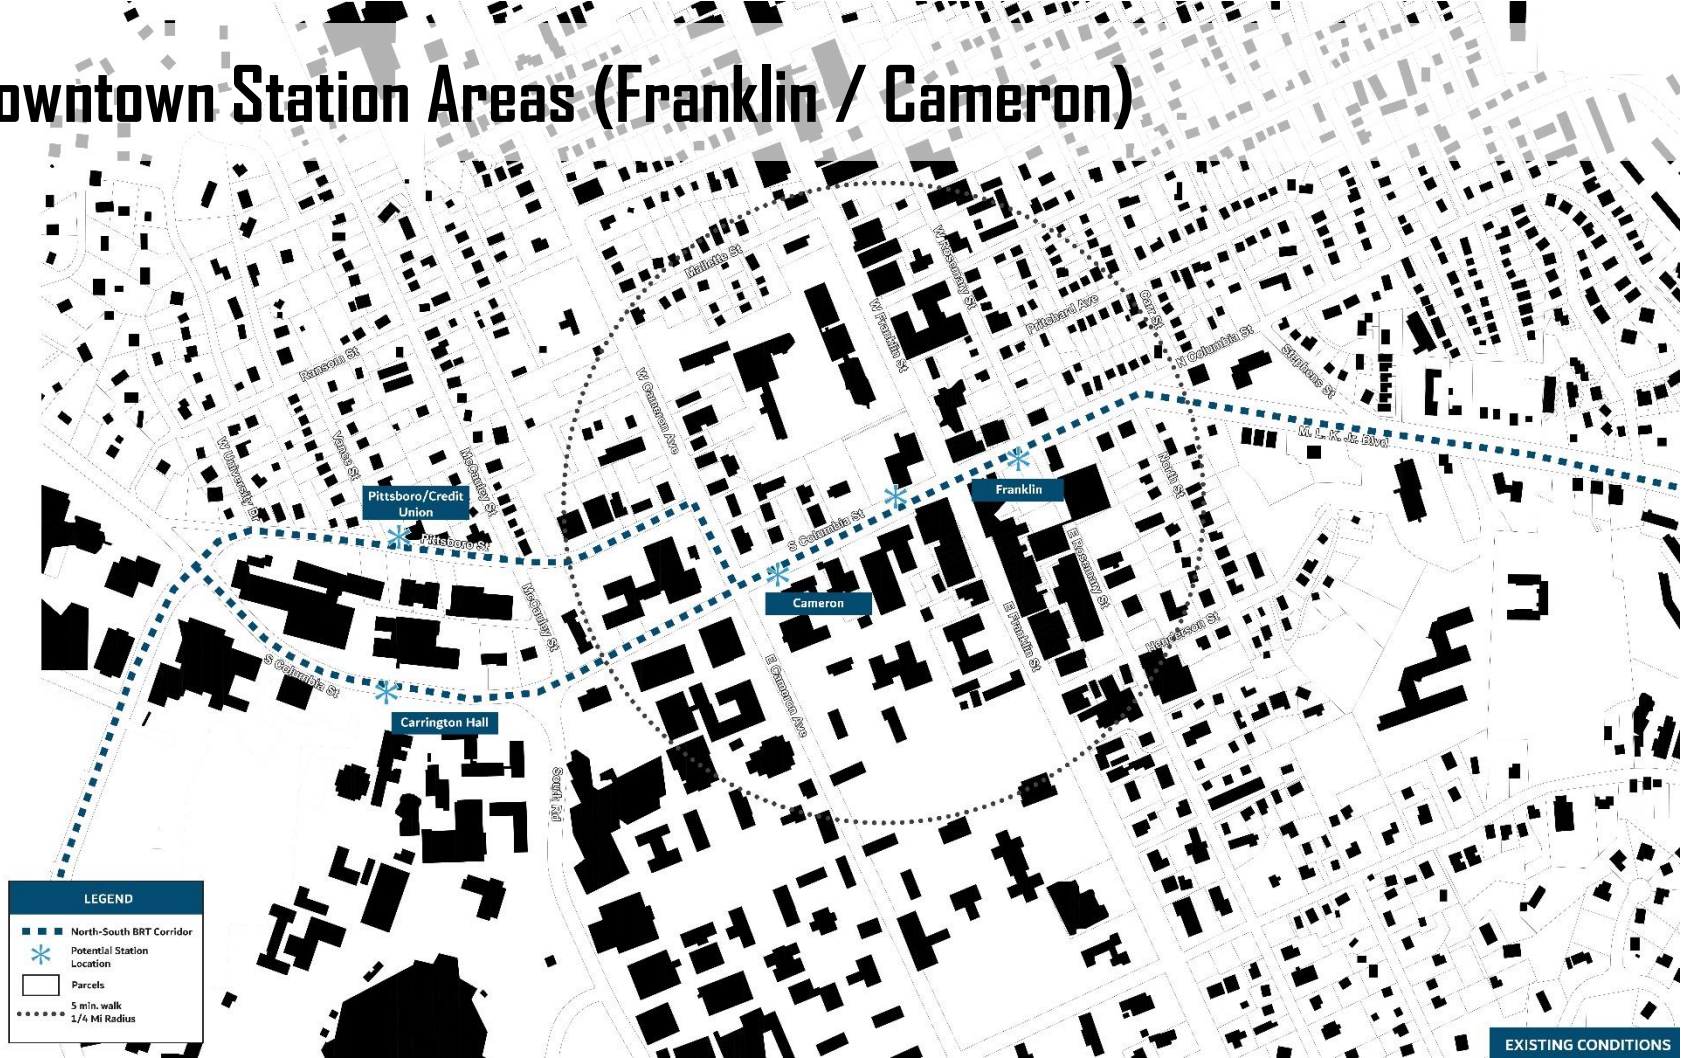 owntown Station Areas (Franklin / Cameron)
Mallette St
W Rosemary St
W Franklin St
Pritchard Ave
Carr St
N Columbia St
Stephens St
Ransom St
W Cameron Ave
M. L. K. Jr. Blvd
W University Dr
Vance St
McCauley St
North St
Pittsboro/Credit
Union
Franklin
Pittsboro St
S Columbia St
E Rosemary St
Cameron
McCauley St
E Franklin St
Henderson St
S Columbia St
E Cameron Ave
Carrington Hall
South Rd
LEGEND
North-South BRT Corridor
Potential Station
Location
Parcels
5 min. walk
1/4 Mi Radius
EXISTING CONDITIONS